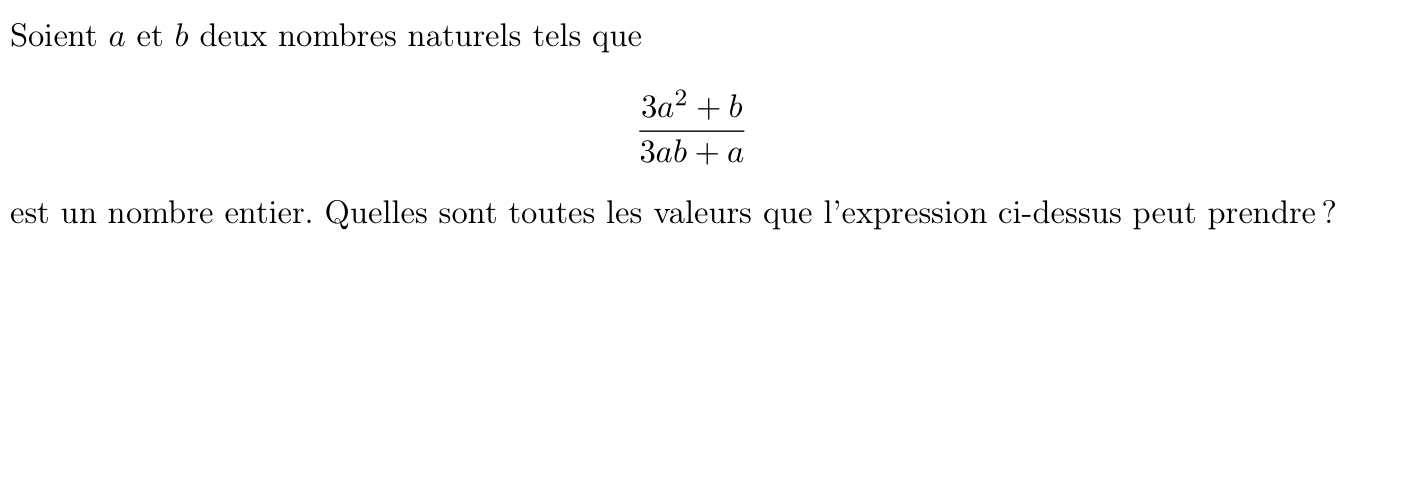 Soient a et b deux nombres naturels tels que
\frac{3a^2 + b}{3ab + a}
est un nombre entier. Quelles sont toutes les valeurs que l'expression ci-dessus peut prendre ?